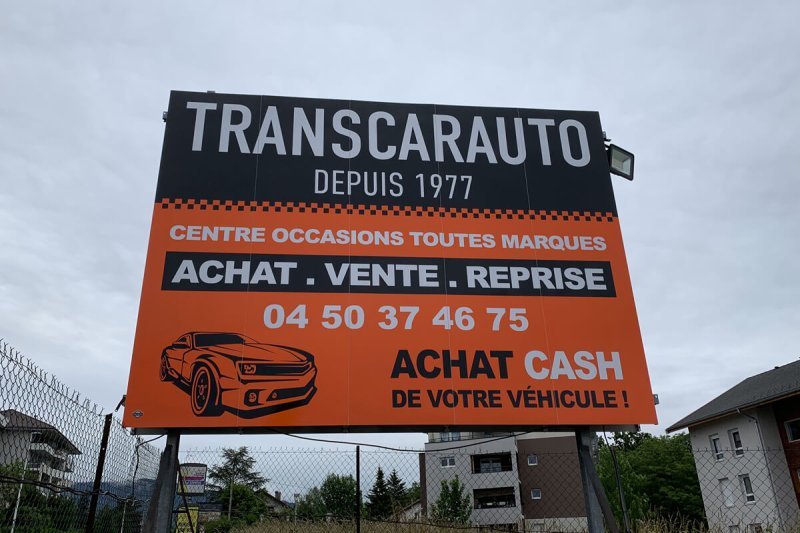 TRANSCARAUTO
DEPUIS 1977
CENTRE OCCASIONS TOUTES MARQUES
ACHAT . VENTE . REPRISE
04 50 37 46 75
ACHAT CASH
DE VOTRE VÉHICULE !